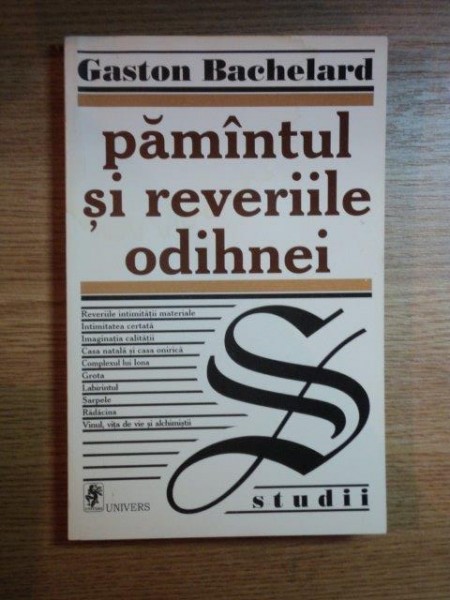 Gaston Bachelard
pămîntul
și reveriile
odihnei
Reveriile intimității materiale
Intimitatea certată
Imaginația calității
Casa natală și casa onirică
Complexul lui Iona
Grota
Labirintul
Șarpele
Rădăcina
Vinul, vița de vie și alchimiștii
S
studii
UNIVERS